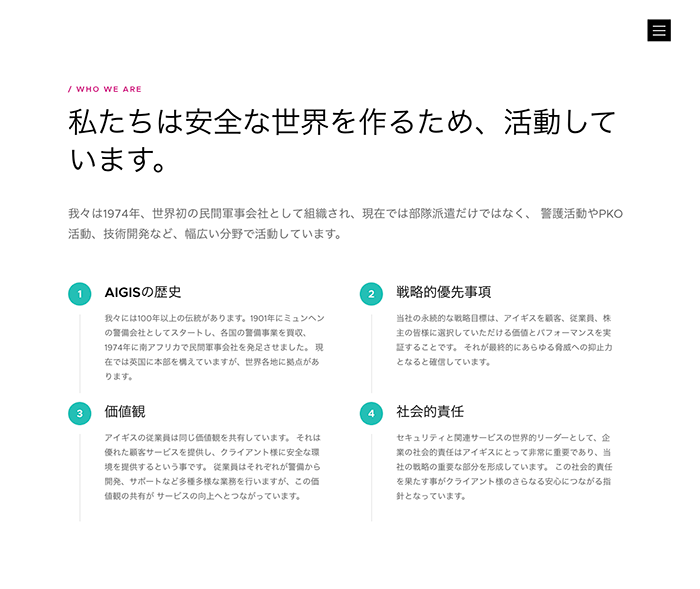 / WHO WE ARE
私たちは安全な世界を作るため、活動して
います。
我々は1974年、世界初の民間軍事会社として組織され、現在では部隊派遣だけではなく、 警護活動やPKO
活動、技術開発など、幅広い分野で活動しています。
1
AIGISの歴史
我々には100年以上の伝統があります。1901年にミュンヘン
の警備会社としてスタートし、各国の警備事業を買収、
1974年に南アフリカで民間軍事会社を発足させました。 現
在では英国に本部を構えていますが、世界各地に拠点があ
ります。
2
戦略的優先事項
当社の永続的な戦略目標は、アイギスを顧客、従業員、株
主の皆様に選択していただける価値とパフォーマンスを実
証することです。 それが最終的にあらゆる脅威への抑止力
となると確信しています。
3
価値観
アイギスの従業員は同じ価値観を共有しています。 それは
優れた顧客サービスを提供し、クライアント様に安全な環
境を提供するという事です。 従業員はそれぞれが警備から
開発、サポートなど多種多様な業務を行いますが、この価
値観の共有が サービスの向上へとつながっています。
4
社会的責任
セキュリティと関連サービスの世界的リーダーとして、企
業の社会的責任はアイギスにとって非常に重要であり、当
社の戦略の重要な部分を形成しています。 この社会的責任
を果たす事がクライアント様のさらなる安心につながる指
針となっています。